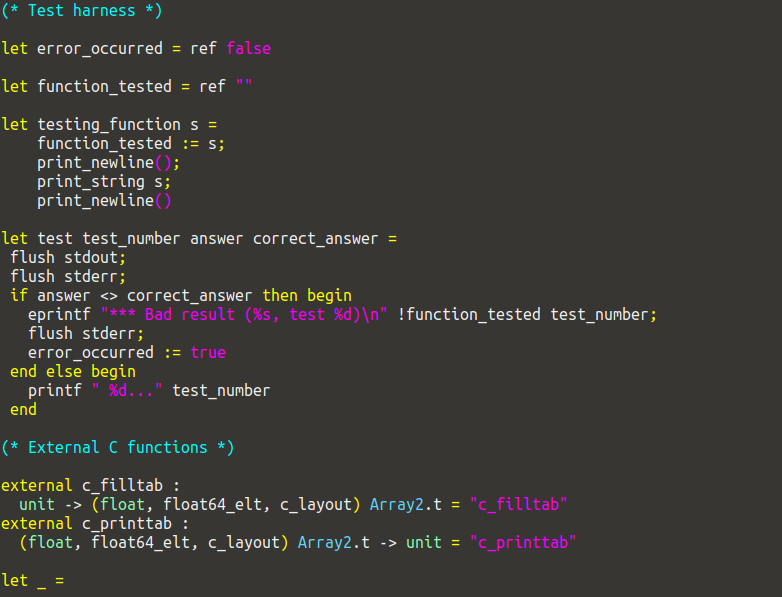 (* Test harness *)
let error_occurred = ref false
let function_tested = ref ""
let testing_function s =
    function_tested := s;
    print_newline();
    print_string s;
    print_newline()
let test test_number answer correct_answer =
 flush stdout;
 flush stderr;
 if answer <> correct_answer then begin
   eprintf "*** Bad result (%s, test %d)\n" !function_tested test_number;
   flush stderr;
   error_occurred := true
 end else begin
   printf " %d..." test_number
 end
(* External C functions *)
external c_filltab :
  unit -> (float, float64_elt, c_layout) Array2.t = "c_filltab"
external c_printtab :
  (float, float64_elt, c_layout) Array2.t -> unit = "c_printtab"
let _ =